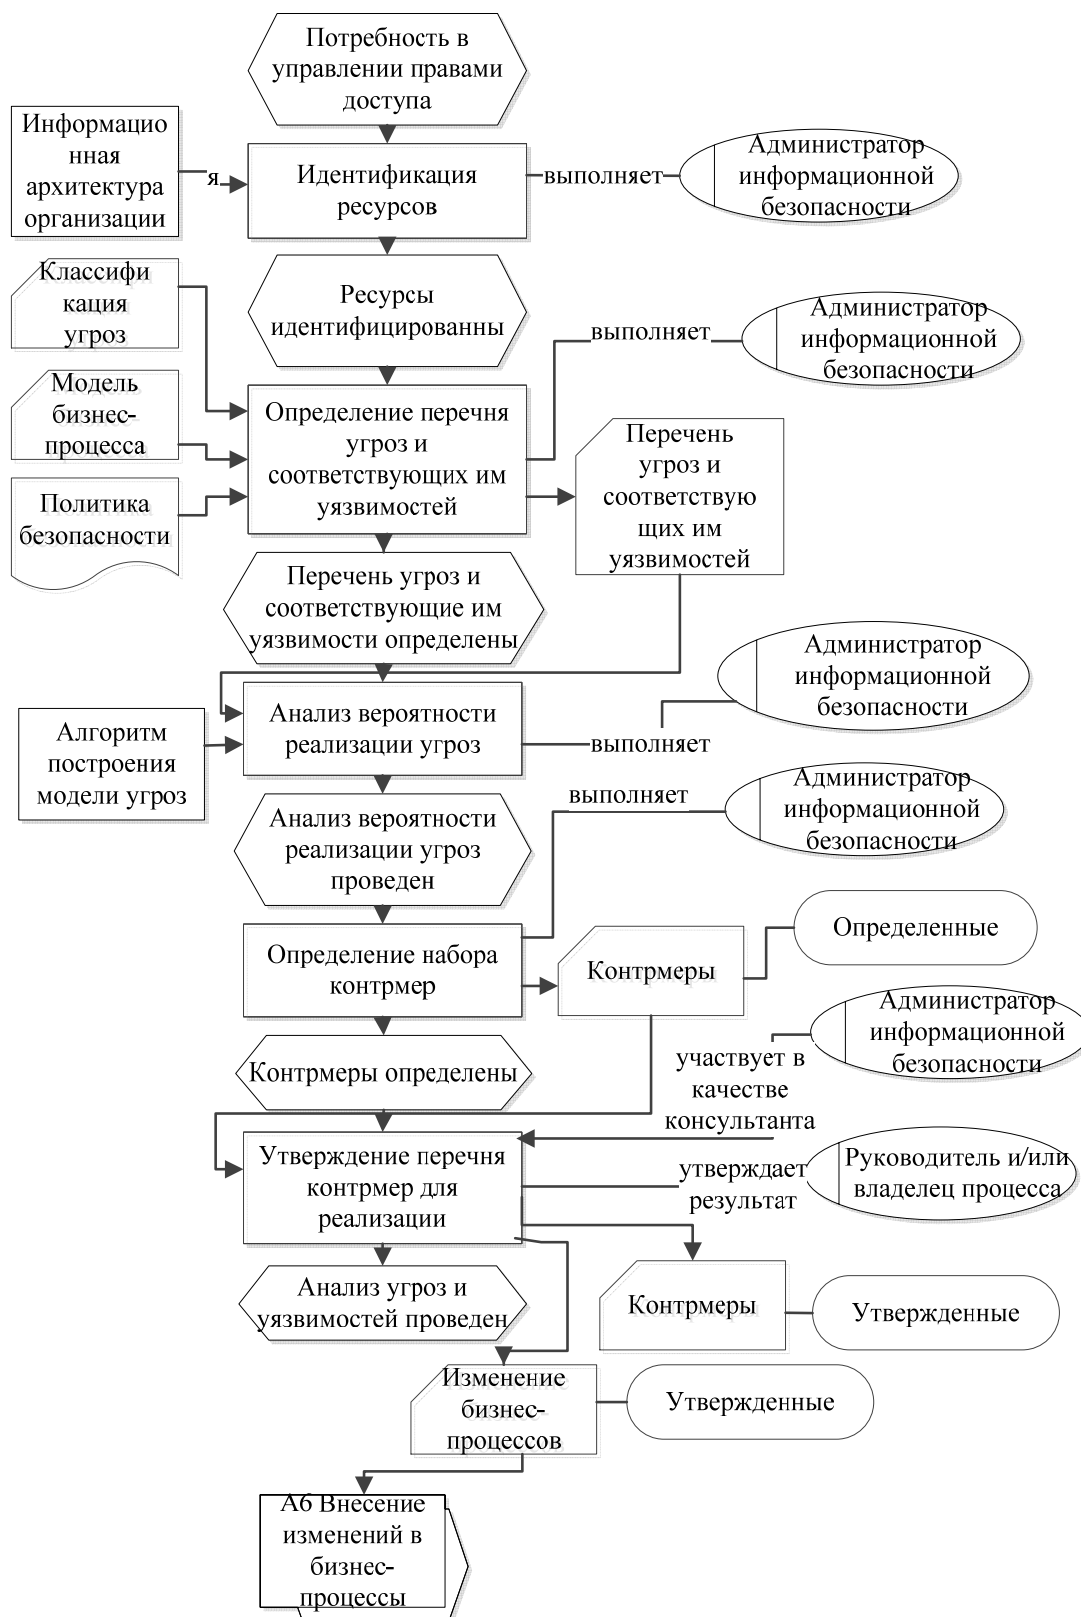 Потребность в
управлении правами
доступа
Информацио
нная
архитектура
организации
я
Идентификация
ресурсов
выполняет
Администратор
информационной
безопасности
Классифи
кация
угроз
Ресурсы
идентифицированны
выполняет
Администратор
информационной
безопасности
Модель
бизнес-
процесса
Определение перечня
угроз и
соответствующих им
уязвимостей
Перечень
угроз и
соответствую
щих им
уязвимостей
Политика
безопасности
Перечень угроз и
соответствующие им
уязвимости определены
Администратор
информационной
безопасности
Анализ вероятности
реализации угроз
выполняет
Алгоритм
построения
модели угроз
выполняет
Администратор
информационной
безопасности
Анализ вероятности
реализации угроз
проведен
Определение набора
контрмер
Контрмеры
Определенные
Администратор
информационной
безопасности
участвует в
качестве
консультанта
Контрмеры определены
Утверждение перечня
контрмер для
реализации
утверждает
результат
Руководитель и/или
владелец процесса
Анализ угроз и
уязвимостей проведен
Контрмеры
Утвержденные
Изменение
бизнес-
процессов
Утвержденные
А6 Внесение
изменений в
бизнес-
процессы